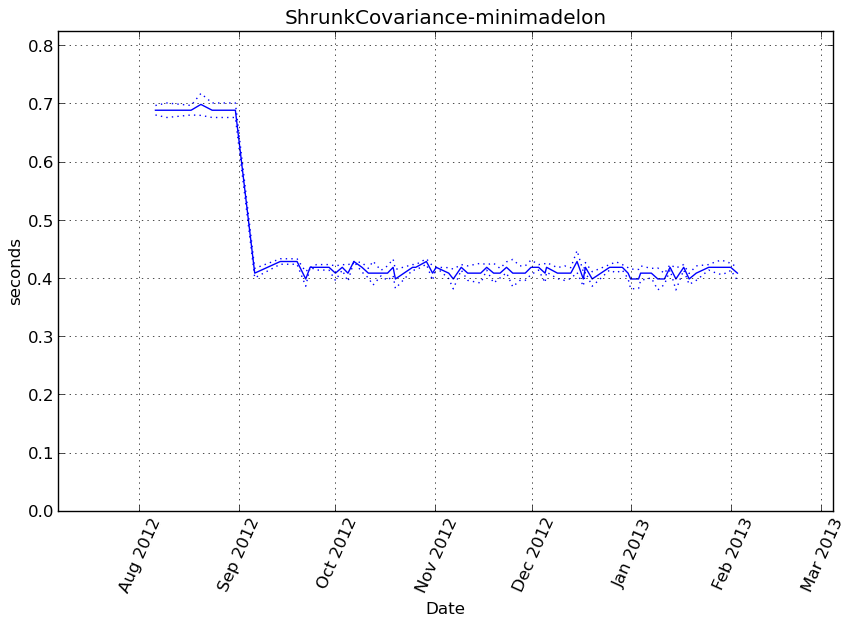 ShrunkCovariance-minimadelon
0.8
0.7
0.6
0.5
0.4
0.3
0.2
0.1
0.0
seconds
Aug 2012
Sep 2012
Oct 2012
Nov 2012
Dec 2012
Jan 2013
Feb 2013
Mar 2013
Date